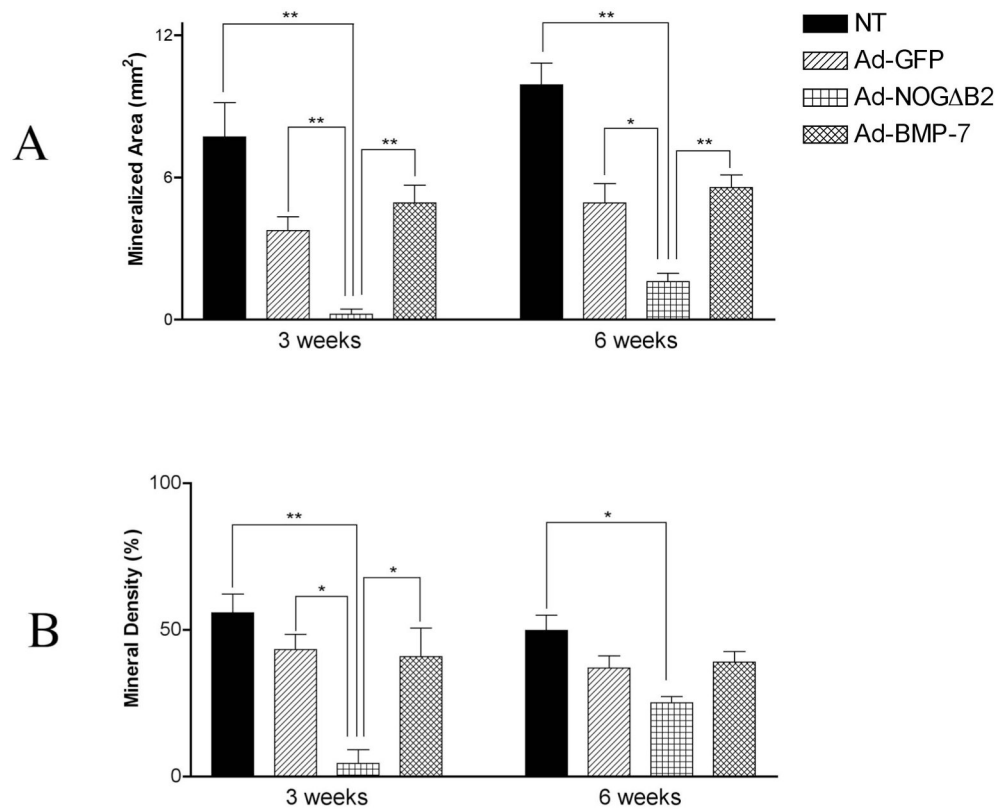 A
Mineralized Area (mm²)
12
6
0
**
**
**
**
*
**
3 weeks
6 weeks
NT
Ad-GFP
Ad-NOGΔB2
Ad-BMP-7
B
Mineral Density (%)
100
50
0
**
*
*
*
3 weeks
6 weeks